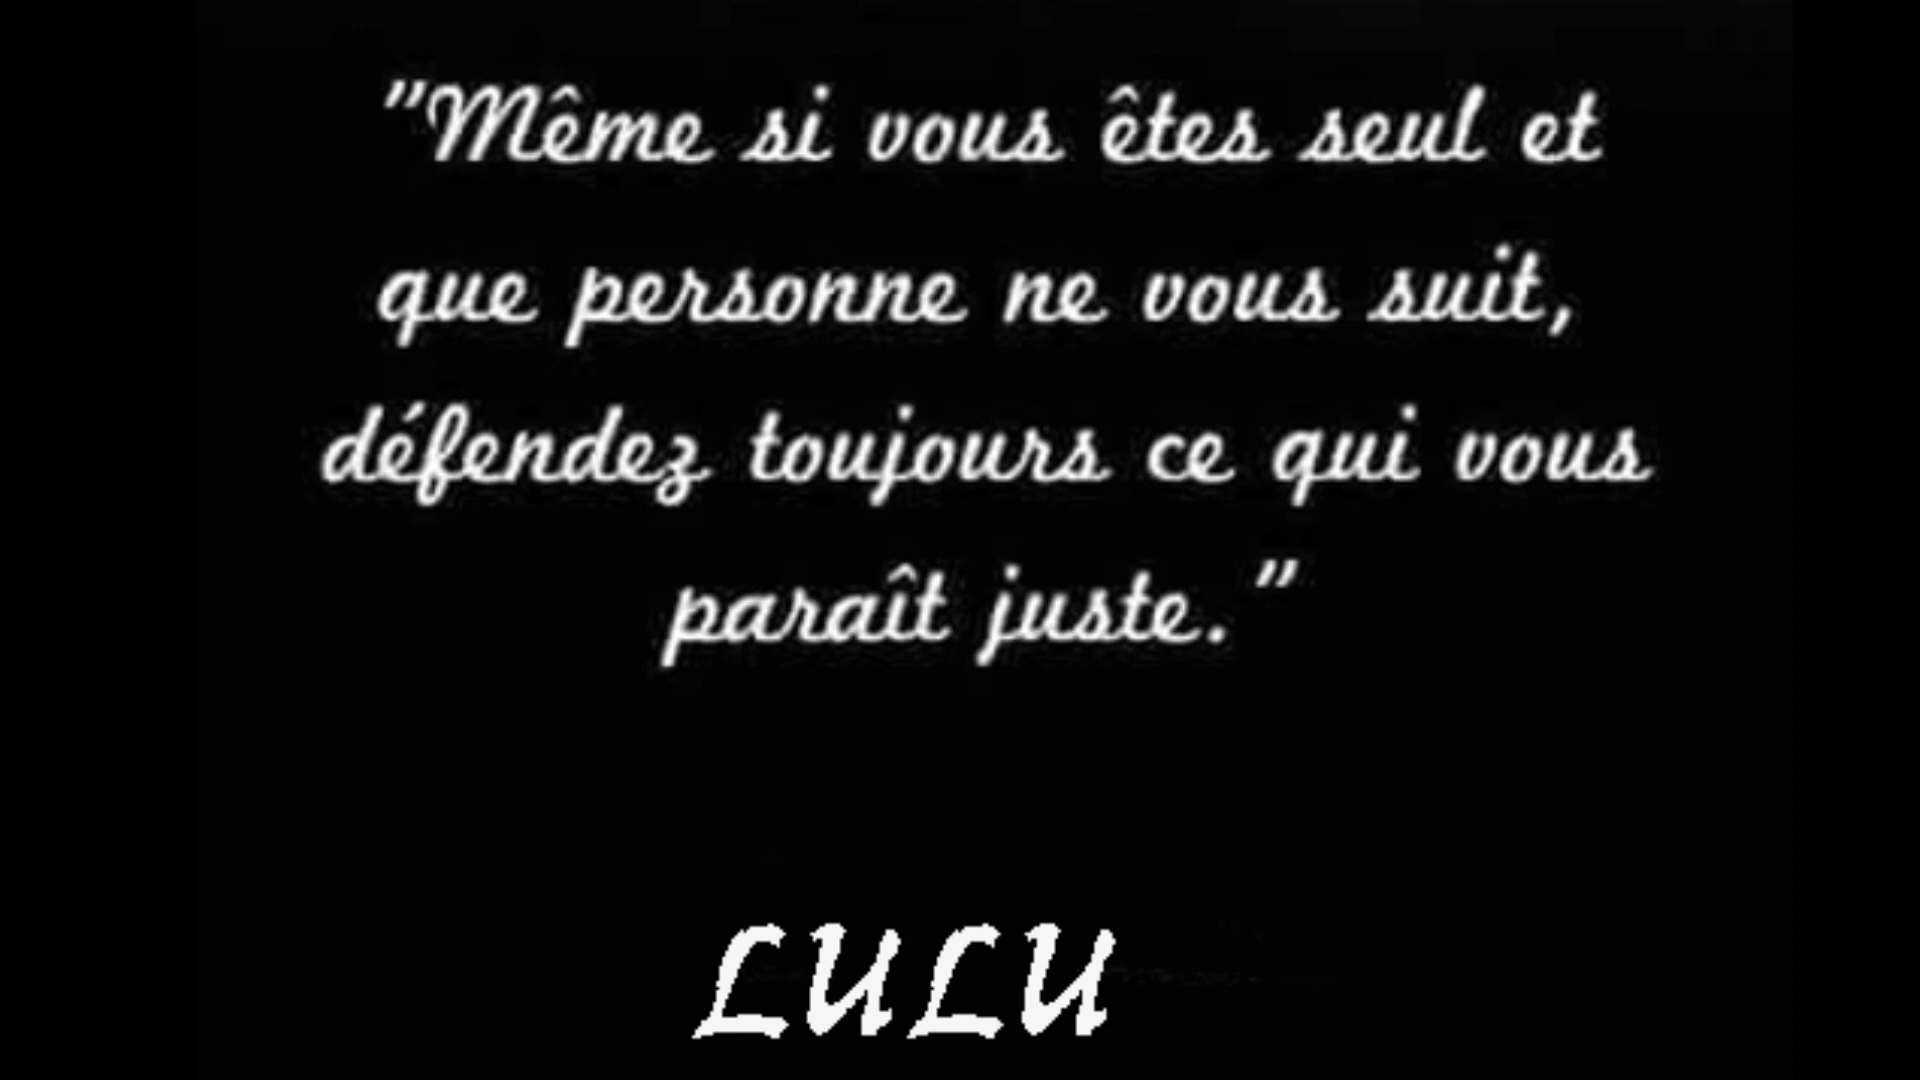 "Même si vous êtes seul et
que personne ne vous suit,
défendez toujours ce qui vous
paraît juste."
LULU